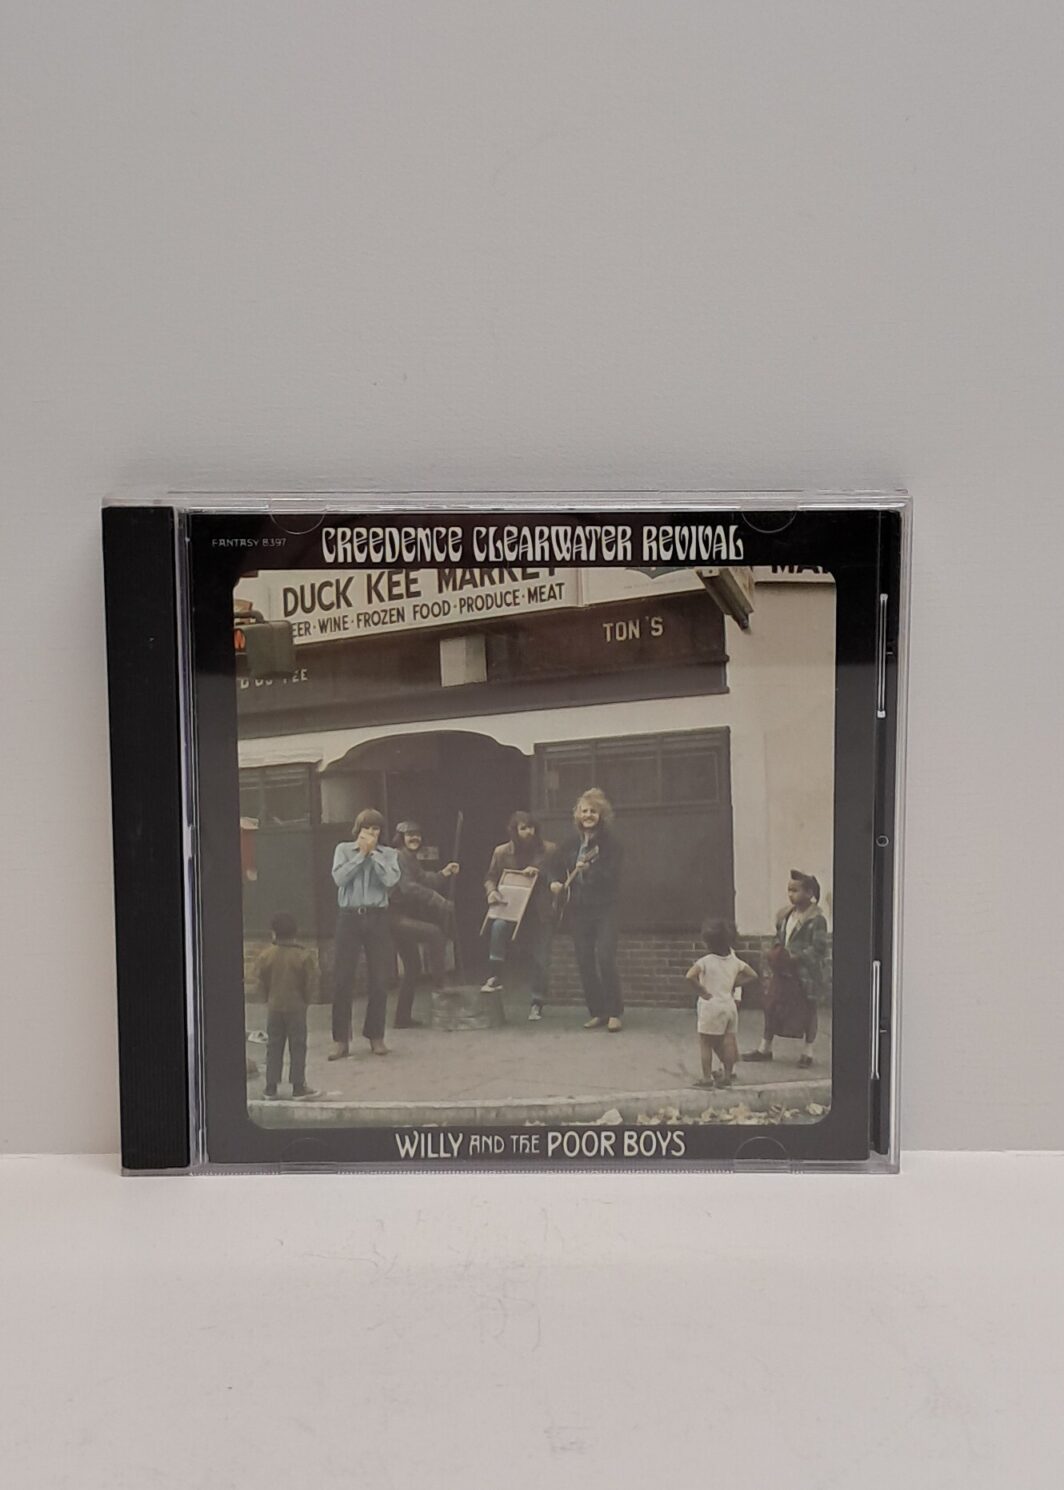 FANTASY 8397
CREEDENCE CLEARWATER REVIVAL
DUCK KEE MARKET
EER·WINE·FROZEN FOOD·PRODUCE·MEAT
TON'S
WILLY AND THE POOR BOYS